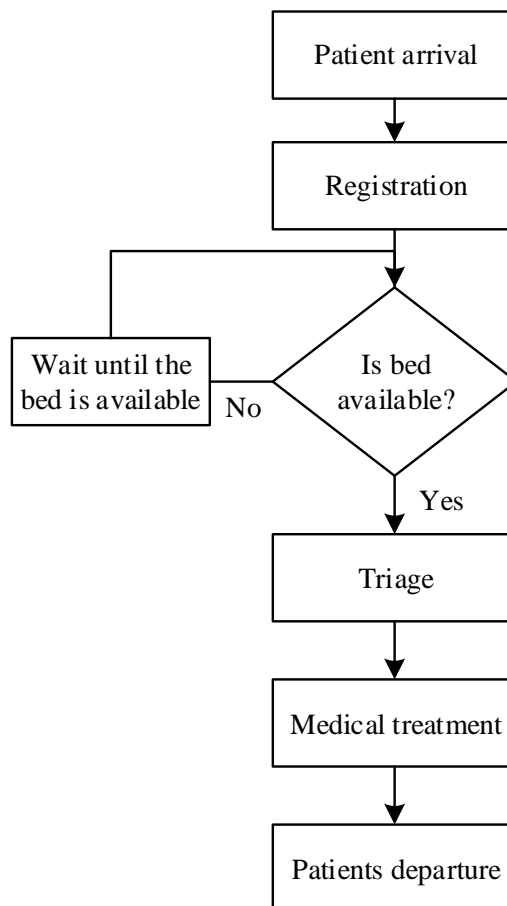 Patient arrival
Registration
Wait until the
bed is available
No
Is bed
available?
Yes
Triage
Medical treatment
Patients departure